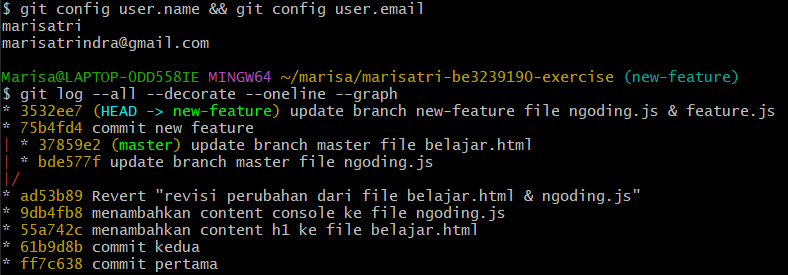 $ git config user.name && git config user.email
marisatri
marisatrindra@gmail.com
Marisa@LAPTOP-ODD558IE MINGW64 ~/marisa/marisatri-be3239190-exercise (new-feature)
$ git log --all --decorate --oneline --graph
* 3532ee7 (HEAD -> new-feature) update branch new-feature file ngoding.js & feature.js
* 75b4fd4 commit new feature
| * 37859e2 (master) update branch master file belajar.html
| * bde577f update branch master file ngoding.js
|/
* ad53b89 Revert "revisi perubahan dari file belajar.html & ngoding.js"
* 9db4fb8 menambahkan content console ke file ngoding.js
* 55a742c menambahkan content h1 ke file belajar.html
* 61b9d8b commit kedua
* ff7c638 commit pertama